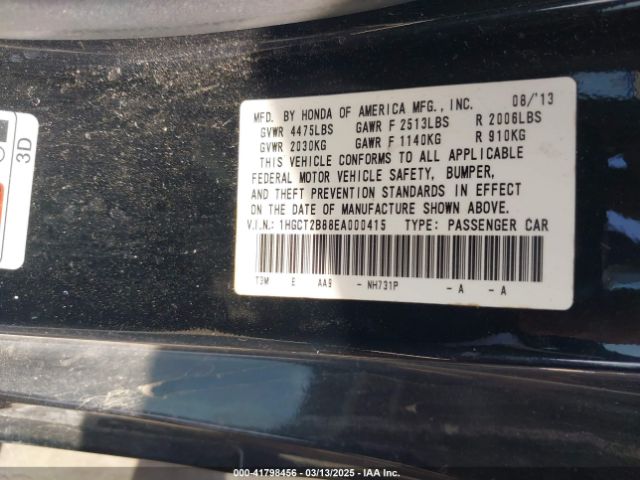 MFD. BY HONDA OF AMERICA MFG., INC. 08/'13
GVWR 4475LBS GAWR F 2513LBS R 2006LBS
GVWR 2030KG GAWR F 1140KG R 910KG
THIS VEHICLE CONFORMS TO ALL APPLICABLE
FEDERAL MOTOR VEHICLE SAFETY, BUMPER,
AND THEFT PREVENTION STANDARDS IN EFFECT
ON THE DATE OF MANUFACTURE SHOWN ABOVE.
V.I.N.: 1HGCT2B88EA000415 TYPE: PASSENGER CAR
T3M E AA9 - NH731P - A - A
3D
000-41798456 - 03/13/2025 - IAA Inc.